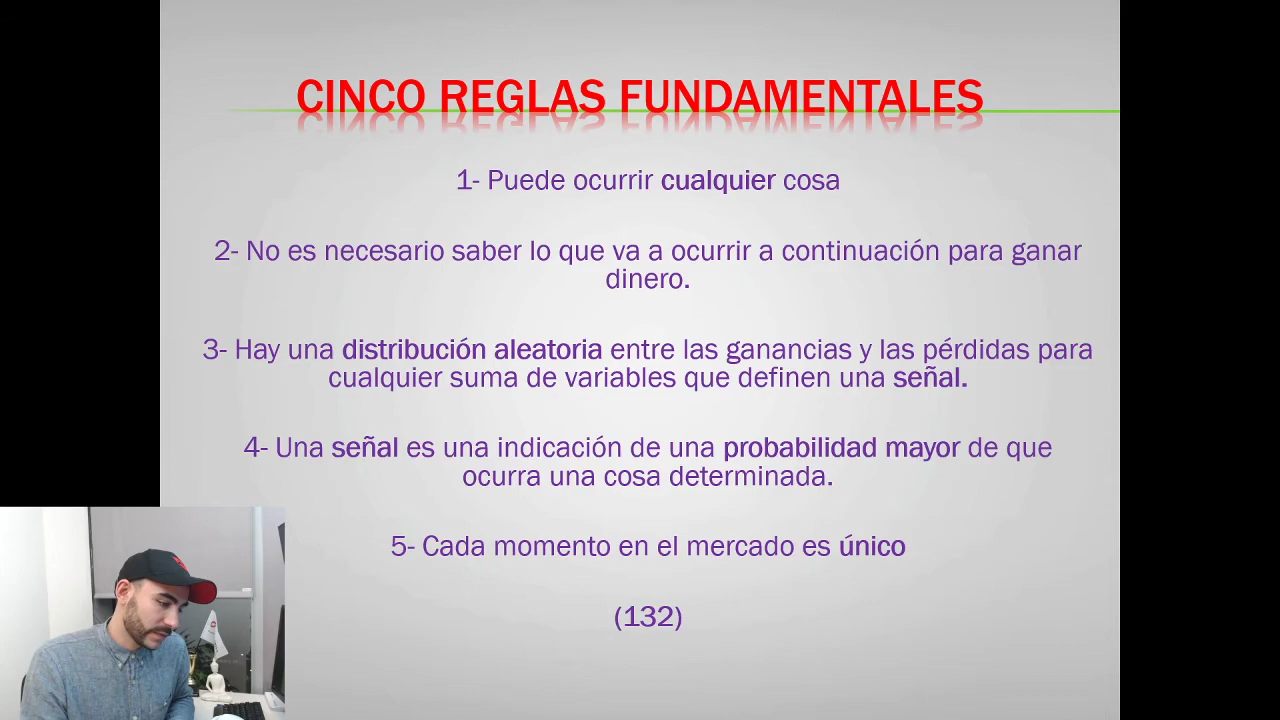 CINCO REGLAS FUNDAMENTALES
1- Puede ocurrir cualquier cosa
2- No es necesario saber lo que va a ocurrir a continuación para ganar
dinero.
3- Hay una distribución aleatoria entre las ganancias y las pérdidas para
cualquier suma de variables que definen una señal.
4- Una señal es una indicación de una probabilidad mayor de que
ocurra una cosa determinada.
5- Cada momento en el mercado es único
(132)